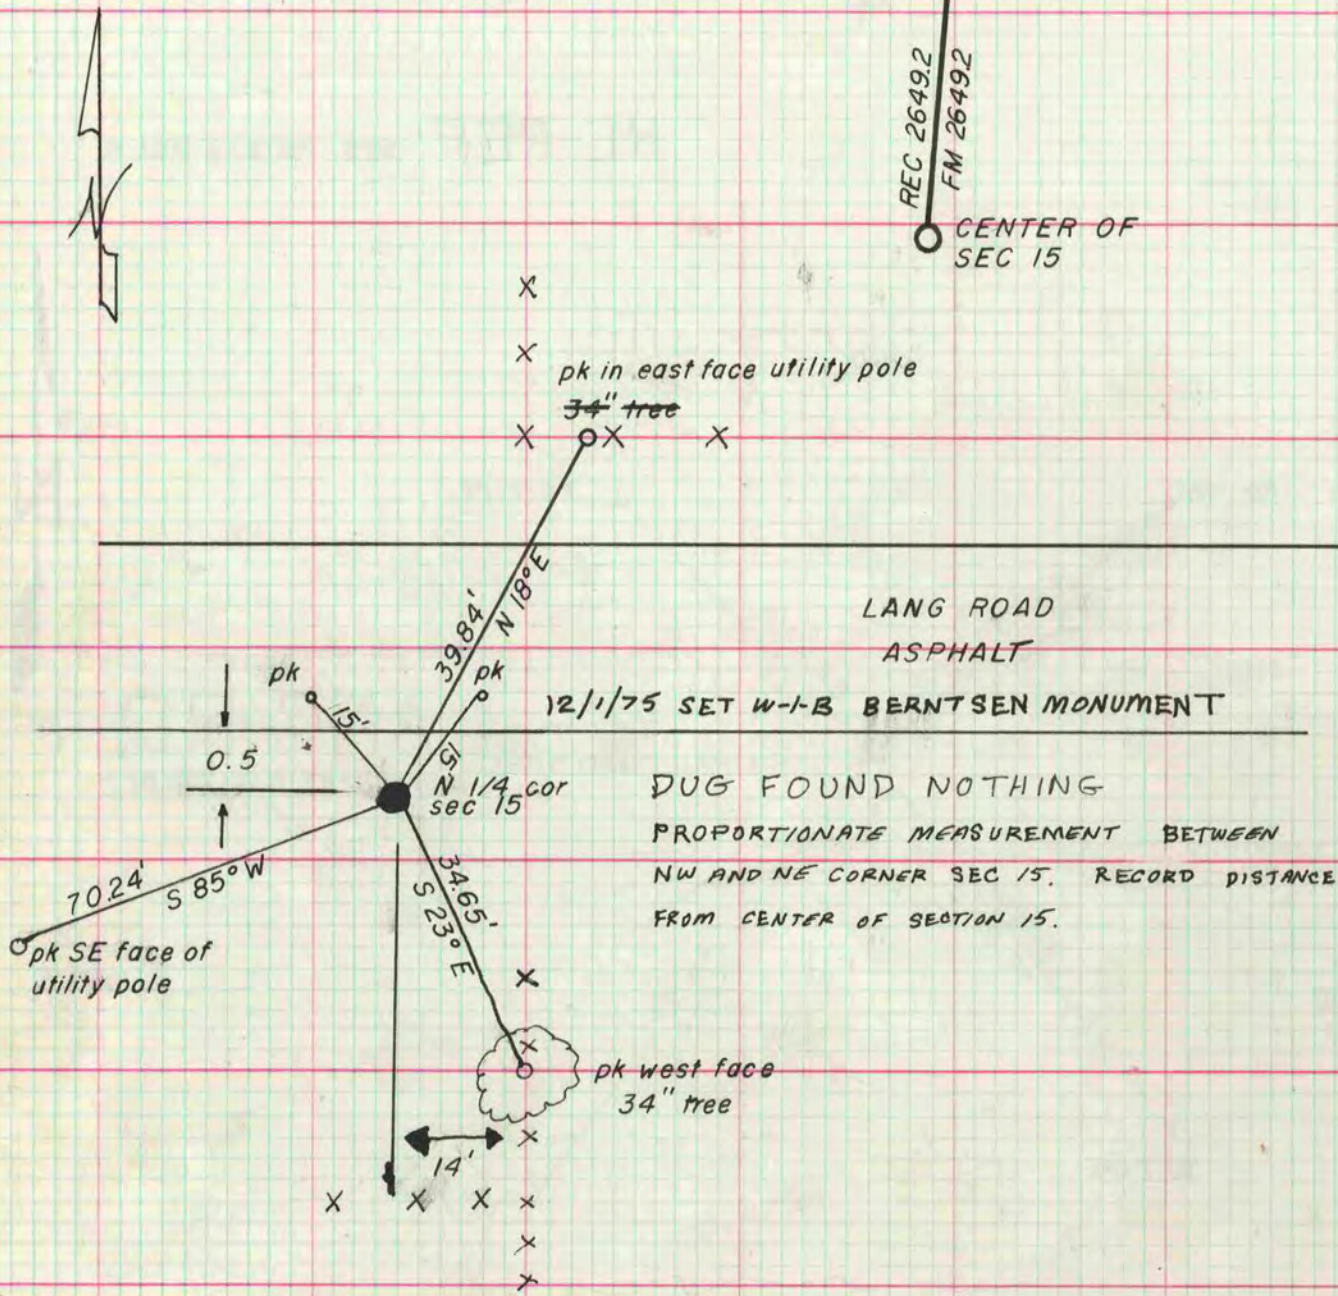 N
REC 2649.2
FM 2649.2
CENTER OF
SEC 15
pk in east face utility pole
34" tree
39.84'
N 18° E
LANG ROAD
ASPHALT
pk
15'
pk
15'
12/1/75 SET W-1-B BERNTSEN MONUMENT
0.5
N 1/4 cor
sec 15
DUG FOUND NOTHING
PROPORTIONATE MEASUREMENT BETWEEN
NW AND NE CORNER SEC 15. RECORD DISTANCE
FROM CENTER OF SECTION 15.
70.24'
S 85° W
34.65'
S 23° E
pk SE face of
utility pole
pk west face
34" tree
14'